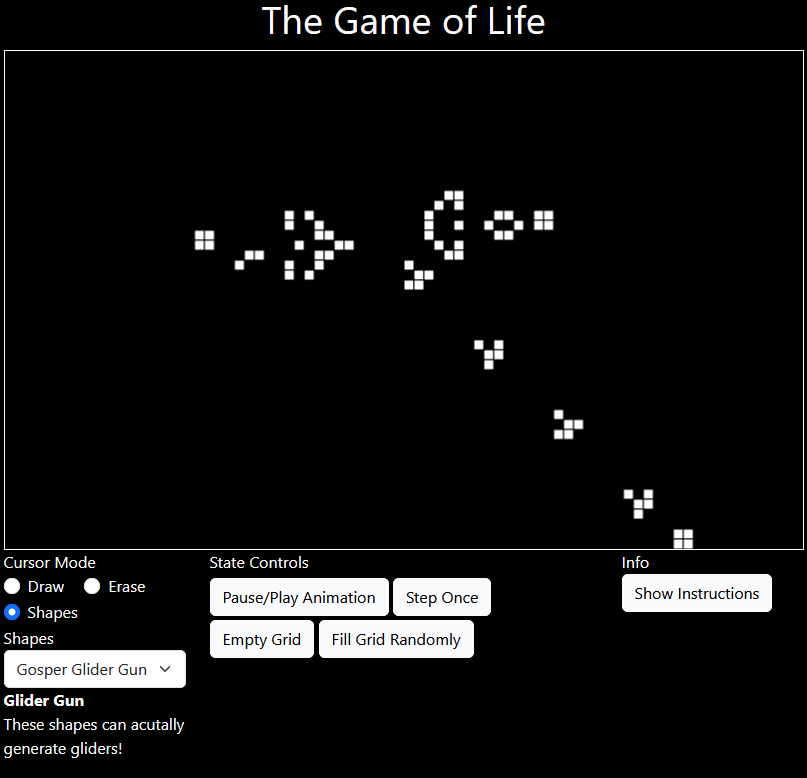 The Game of Life
Cursor Mode
Draw Erase
Shapes
Shapes
Gosper Glider Gun
Glider Gun
These shapes can acutally
generate gliders!
State Controls
Pause/Play Animation Step Once
Empty Grid Fill Grid Randomly
Info
Show Instructions